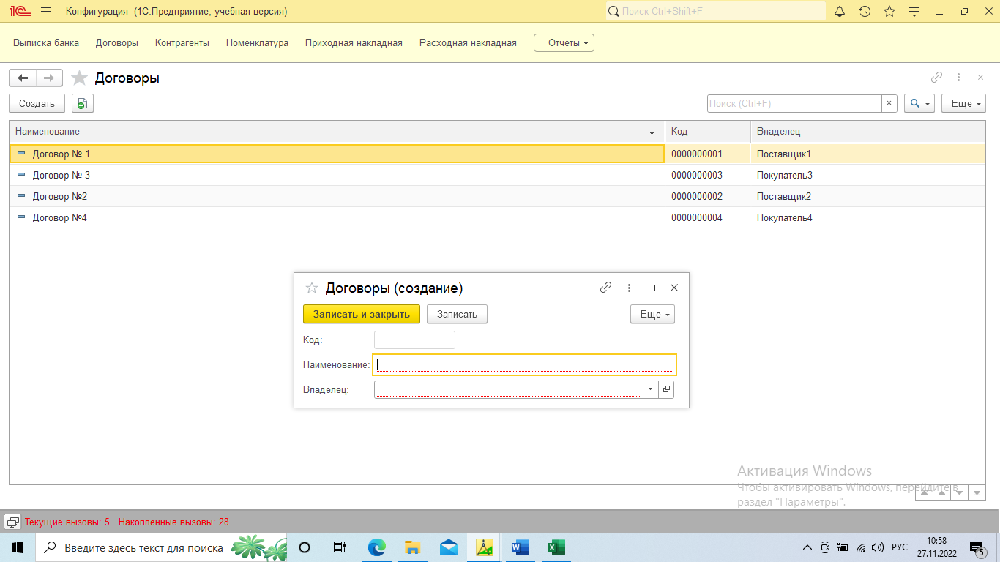 1С Конфигурация (1С:Предприятие, учебная версия) Поиск Ctrl+Shift+F
Выписка банка Договоры Контрагенты Номенклатура Приходная накладная Расходная накладная Отчеты
Договоры
Создать Поиск (Ctrl+F) × Еще
Наименование ↓ Код Владелец
Договор № 1 0000000001 Поставщик1
Договор № 3 0000000003 Покупатель3
Договор №2 0000000002 Поставщик2
Договор №4 0000000004 Покупатель4
Договоры (создание)
Записать и закрыть Записать Еще
Код:
Наименование:
Владелец:
Активация Windows
Чтобы активировать Windows, перейдите в
раздел "Параметры".
Текущие вызовы: 5 Накопленные вызовы: 28
Введите здесь текст для поиска РУС 10:58
27.11.2022 5